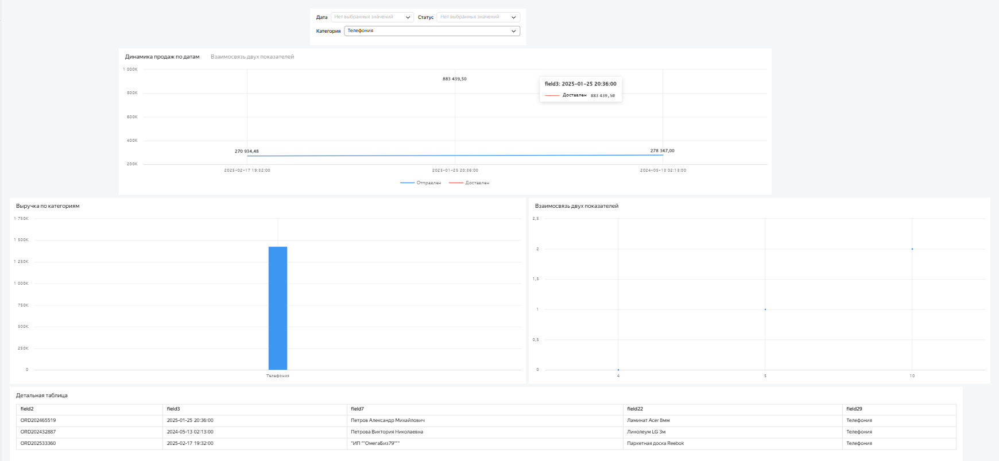 Дата Нет выбранных значений Статус Нет выбранных значений
Категория Телефония
Динамика продаж по датам Взаимосвязь двух показателей
1 000K
800K
600K
400K
200K
883 439,50
270 934,48
278 347,00
field3: 2025-01-25 20:36:00
Доставлен 883 439,50
2025-02-17 19:32:00 2025-01-25 20:36:00 2024-05-13 02:13:00
Отправлен Доставлен
Выручка по категориям
1 750K
1 500K
1 250K
1 000K
750K
500K
250K
0
Телефония
Взаимосвязь двух показателей
2,5
2
1,5
1
0,5
0
4 5 10
Детальная таблица
field2 field3 field7 field22 field29
ORD202465519 2025-01-25 20:36:00 Петров Александр Михайлович Ламинат Acer 8мм Телефония
ORD202432887 2024-05-13 02:13:00 Петрова Виктория Николаевна Линолеум LG 3м Телефония
ORD202533360 2025-02-17 19:32:00 "ИП ""ОмегаБиз79""" Паркетная доска Reebok Телефония